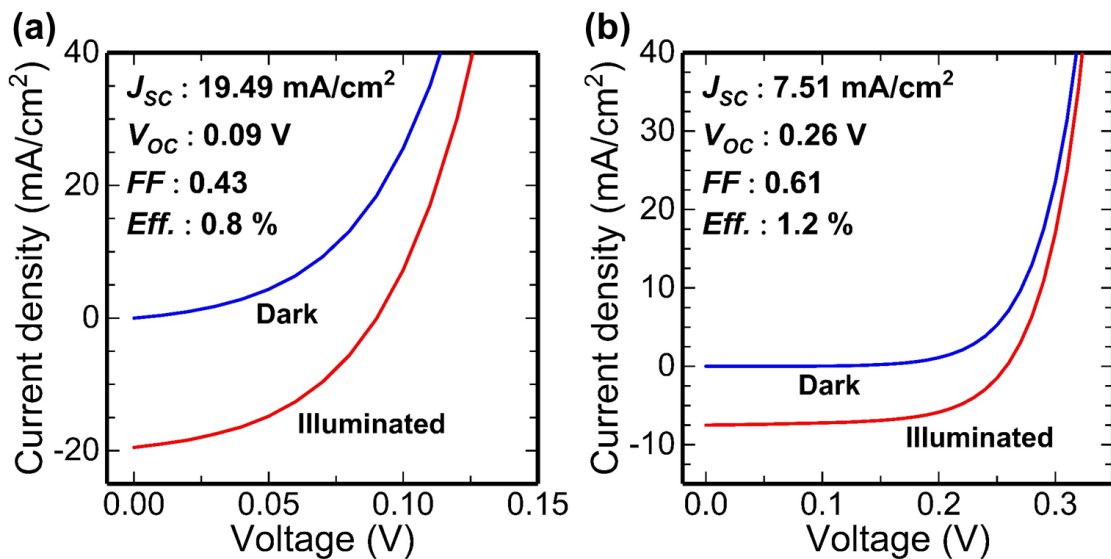 (a)
Current density (mA/cm²)
40
20
0
-20
J_SC : 19.49 mA/cm²
V_OC : 0.09 V
FF : 0.43
Eff. : 0.8 %
Dark
Illuminated
0.00 0.05 0.10 0.15
Voltage (V)
(b)
Current density (mA/cm²)
40
30
20
10
0
-10
J_SC : 7.51 mA/cm²
V_OC : 0.26 V
FF : 0.61
Eff. : 1.2 %
Dark
Illuminated
0.0 0.1 0.2 0.3
Voltage (V)